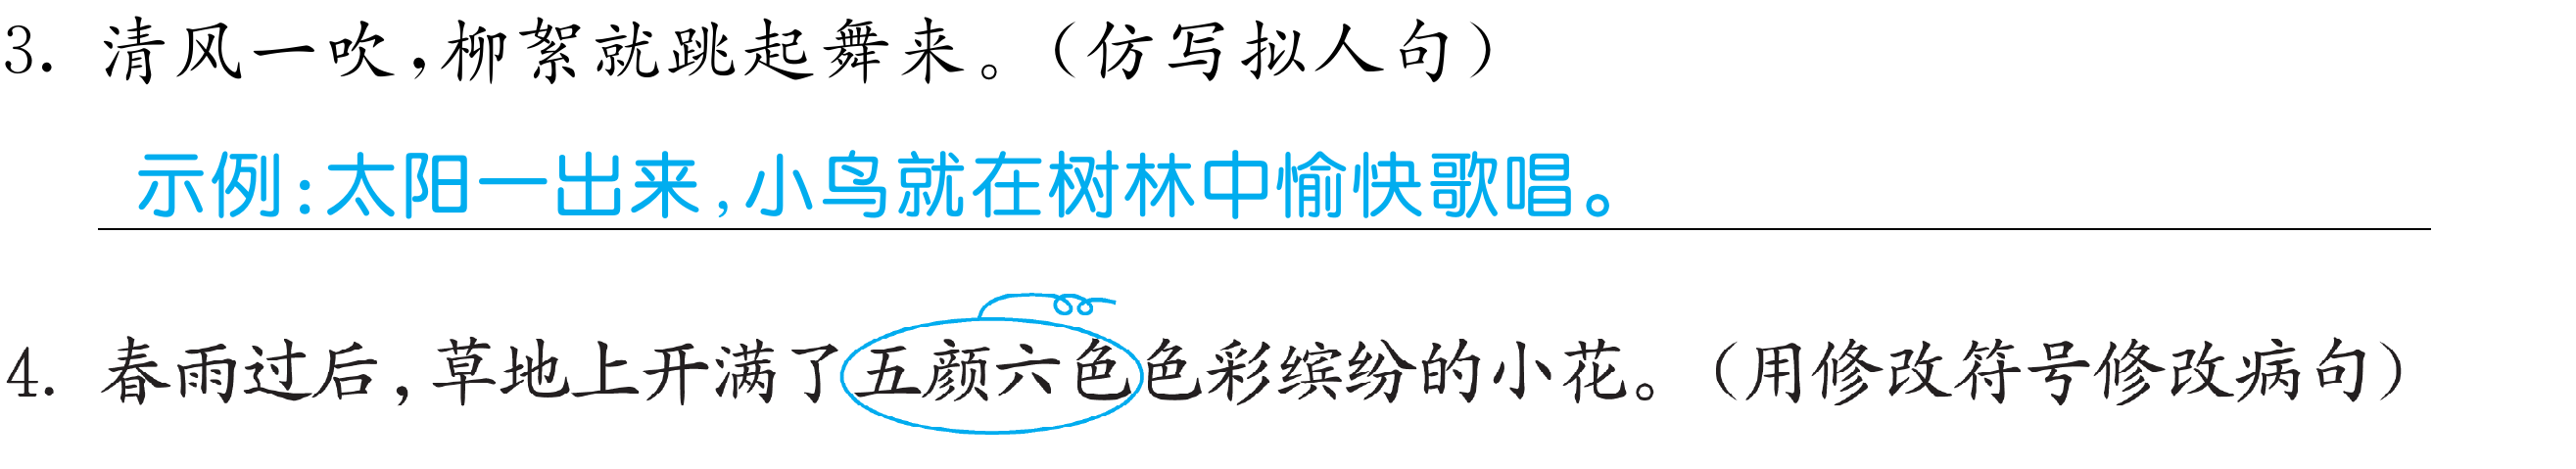 3. 清风一吹,柳絮就跳起舞来。(仿写拟人句)
示例:太阳一出来,小鸟就在树林中愉快歌唱。
4. 春雨过后,草地上开满了五颜六色色彩缤纷的小花。(用修改符号修改病句)